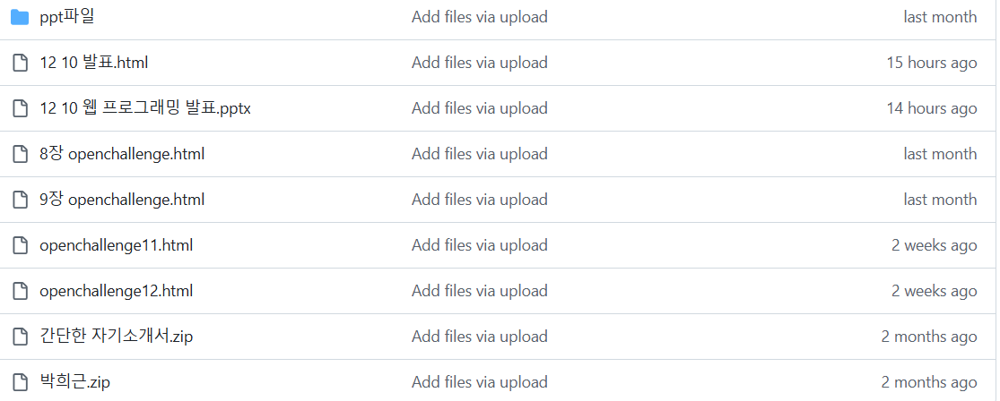 ppt파일 Add files via upload last month
12 10 발표.html Add files via upload 15 hours ago
12 10 웹 프로그래밍 발표.pptx Add files via upload 14 hours ago
8장 openchallenge.html Add files via upload last month
9장 openchallenge.html Add files via upload last month
openchallenge11.html Add files via upload 2 weeks ago
openchallenge12.html Add files via upload 2 weeks ago
간단한 자기소개서.zip Add files via upload 2 months ago
박희근.zip Add files via upload 2 months ago